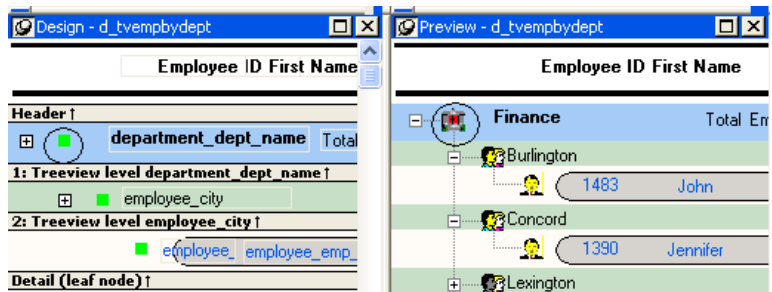 Design - d_tvempbydept
Employee ID First Name
Header ↑
department_dept_name Total
1: Treeview level department_dept_name ↑
employee_city
2: Treeview level employee_city ↑
employee_ employee_emp_
Detail (leaf node) ↑
Preview - d_tvempbydept
Employee ID First Name
Finance Total Em
Burlington
1483 John
Concord
1390 Jennifer
Lexington